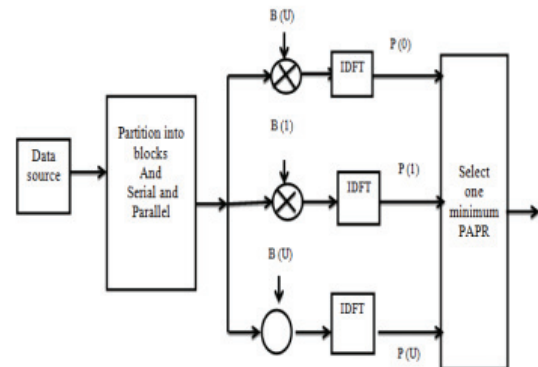 B (U)
IDFT
P (0)
Data
source
Partition into
blocks
And
Serial and
Parallel
B (1)
IDFT
P (1)
Select
one
minimum
PAPR
B (U)
IDFT
P (U)